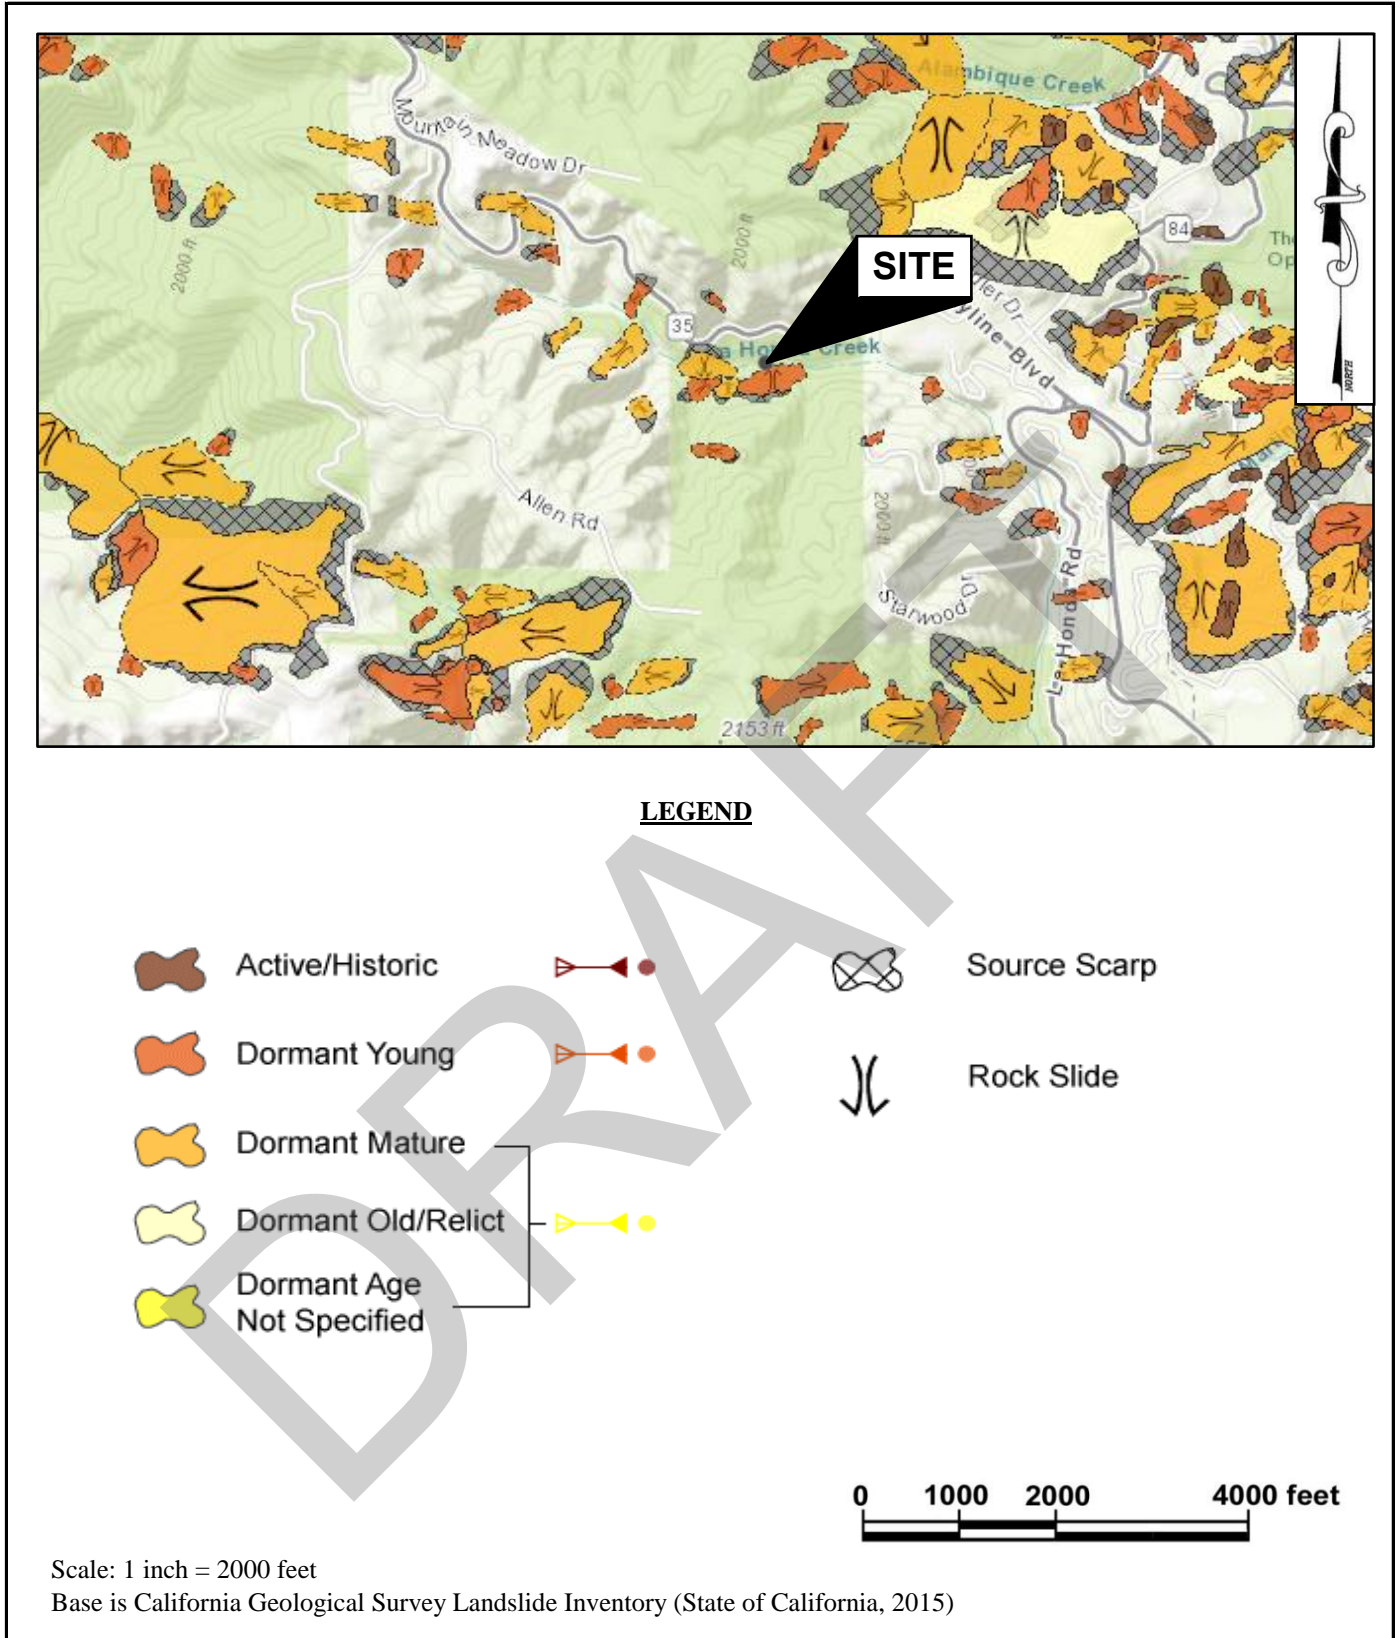 Alambique Creek
Mountain Meadow Dr
2000 ft
2000 ft
84
SITE
35
Creek
yline-Blvd
Allen Rd
2000 ft
Starwood Dr
La-Honda-Rd
2153 ft
NORTH
LEGEND
Active/Historic
Source Scarp
Dormant Young
Rock Slide
Dormant Mature
Dormant Old/Relict
Dormant Age
Not Specified
DRAFT
0 1000 2000 4000 feet
Scale: 1 inch = 2000 feet
Base is California Geological Survey Landslide Inventory (State of California, 2015)